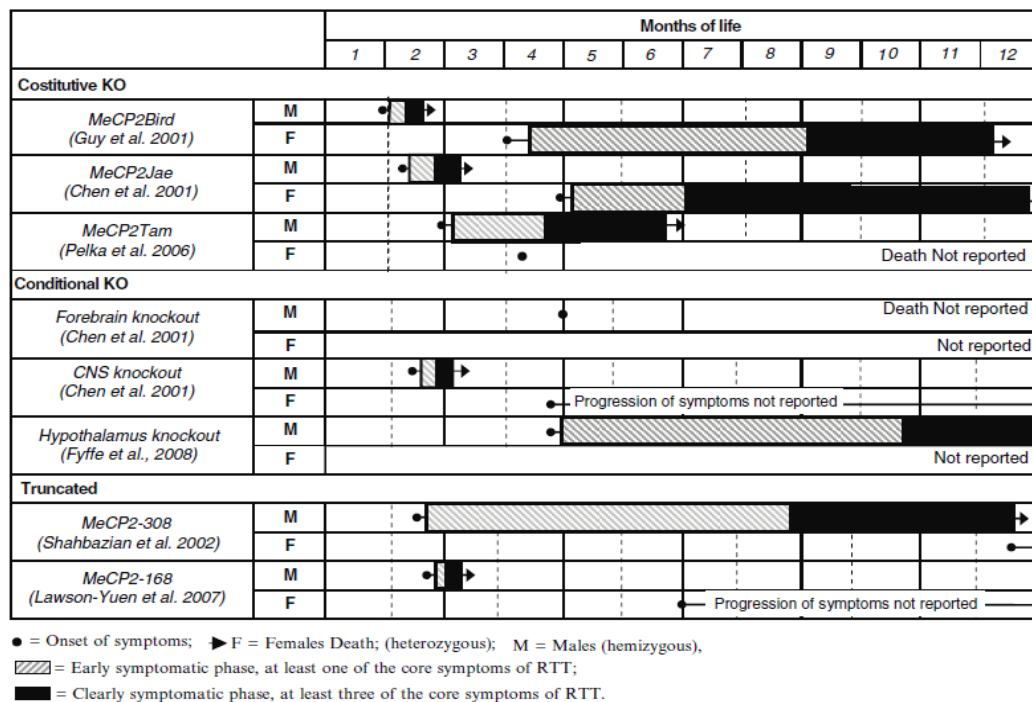 Months of life
1 2 3 4 5 6 7 8 9 10 11 12
Costitutive KO
MeCP2Bird
(Guy et al. 2001)
M
F
MeCP2Jae
(Chen et al. 2001)
M
F
MeCP2Tam
(Pelka et al. 2006)
M
F
Death Not reported
Conditional KO
Forebrain knockout
(Chen et al. 2001)
M
Death Not reported
F
Not reported
CNS knockout
(Chen et al. 2001)
M
F
Progression of symptoms not reported
Hypothalamus knockout
(Fyffe et al., 2008)
M
F
Not reported
Truncated
MeCP2-308
(Shahbazian et al. 2002)
M
F
MeCP2-168
(Lawson-Yuen et al. 2007)
M
F
Progression of symptoms not reported
= Onset of symptoms; F = Females Death; (heterozygous); M = Males (hemizygous),
= Early symptomatic phase, at least one of the core symptoms of RTT;
= Clearly symptomatic phase, at least three of the core symptoms of RTT.